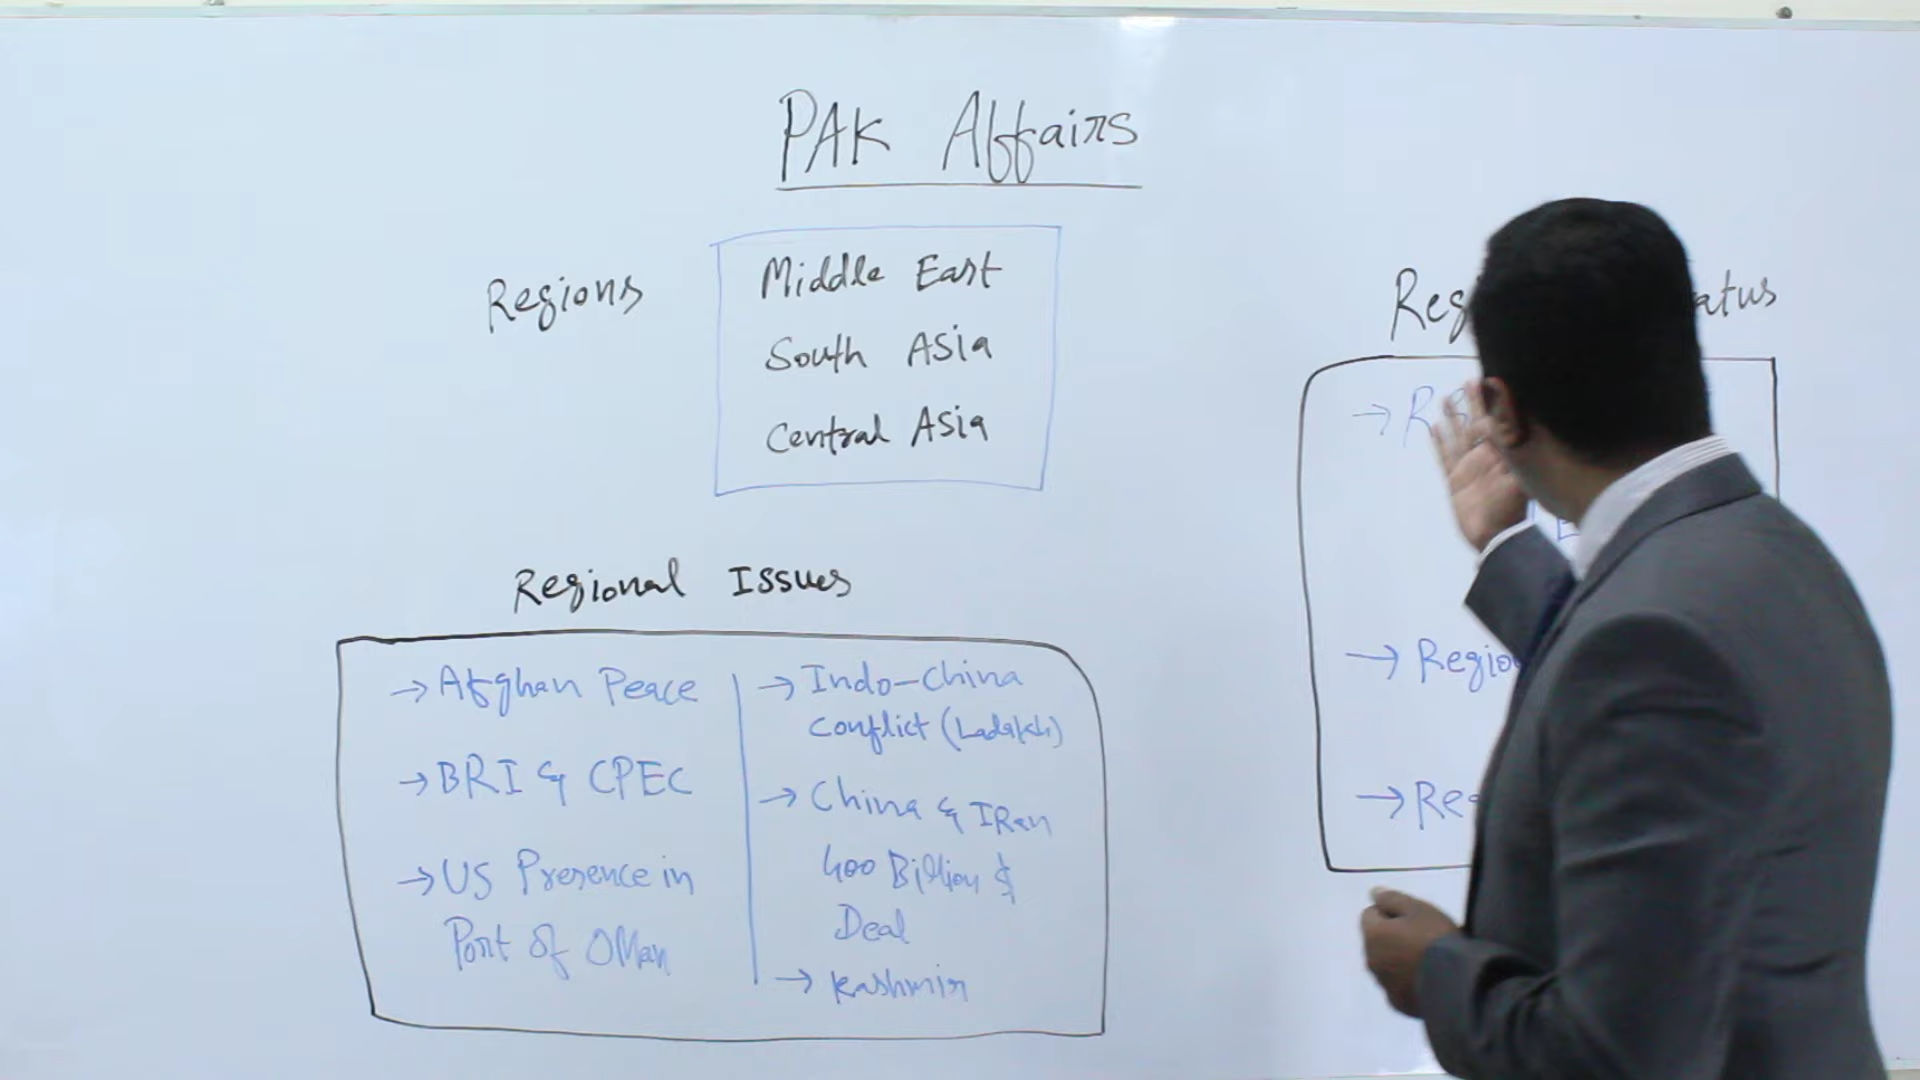 PAK Affairs
Regions
Middle East
South Asia
Central Asia
Regional Issues
→ Afghan Peace
→ BRI & CPEC
→ US Presence in
Port of Oman
→ Indo-China
Conflict (Ladakh)
→ China & IRan
400 Billion $
Deal
→ Kashmir